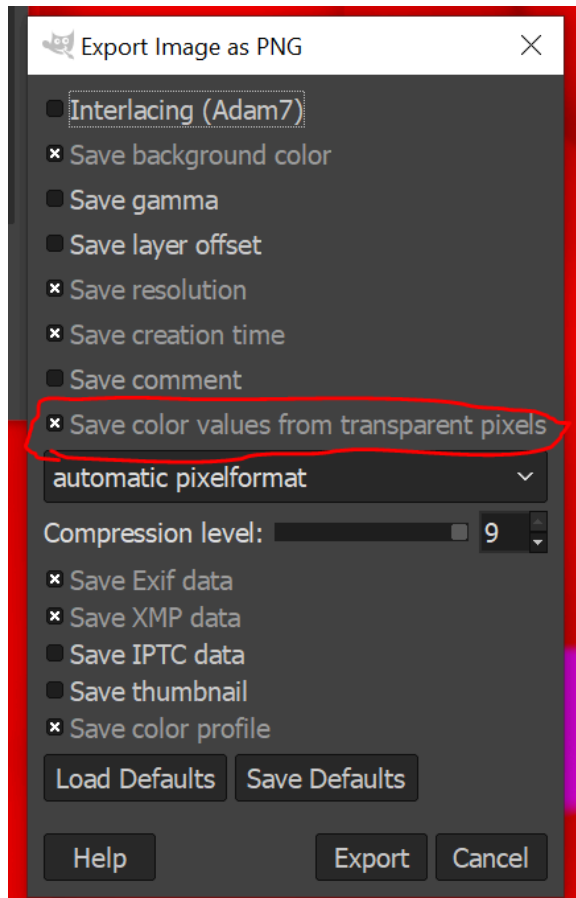 Export Image as PNG
Interlacing (Adam7)
Save background color
Save gamma
Save layer offset
Save resolution
Save creation time
Save comment
Save color values from transparent pixels
automatic pixelformat
Compression level: 9
Save Exif data
Save XMP data
Save IPTC data
Save thumbnail
Save color profile
Load Defaults Save Defaults
Help Export Cancel